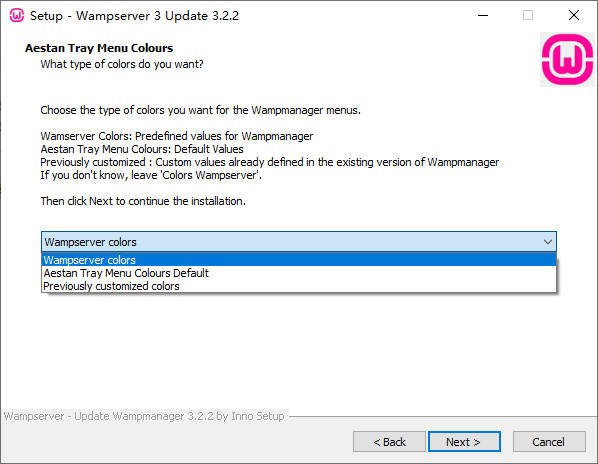 Setup - Wampserver 3 Update 3.2.2
Aestan Tray Menu Colours
What type of colors do you want?
Choose the type of colors you want for the Wampmanager menus.
Wamserver Colors: Predefined values for Wampmanager
Aestan Tray Menu Colours: Default Values
Previously customized : Custom values already defined in the existing version of Wampmanager
If you don't know, leave 'Colors Wampserver'.
Then click Next to continue the installation.
Wampserver colors
Wampserver colors
Aestan Tray Menu Colours Default
Previously customized colors
Wampserver - Update Wampmanager 3.2.2 by Inno Setup
< Back
Next >
Cancel